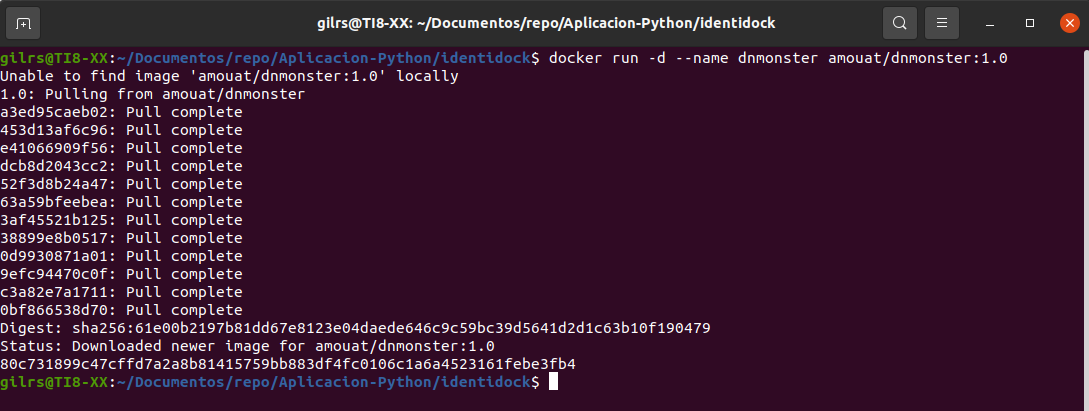 gilrs@TI8-XX: ~/Documentos/repo/Aplicacion-Python/identidock
gilrs@TI8-XX:~/Documentos/repo/Aplicacion-Python/identidock$ docker run -d --name dnmonster amouat/dnmonster:1.0
Unable to find image 'amouat/dnmonster:1.0' locally
1.0: Pulling from amouat/dnmonster
a3ed95caeb02: Pull complete
453d13af6c96: Pull complete
e41066909f56: Pull complete
dcb8d2043cc2: Pull complete
52f3d8b24a47: Pull complete
63a59bfeebea: Pull complete
3af45521b125: Pull complete
38899e8b0517: Pull complete
0d9930871a01: Pull complete
9efc94470c0f: Pull complete
c3a82e7a1711: Pull complete
0bf866538d70: Pull complete
Digest: sha256:61e00b2197b81dd67e8123e04daede646c9c59bc39d5641d2d1c63b10f190479
Status: Downloaded newer image for amouat/dnmonster:1.0
80c731899c47cffd7a2a8b81415759bb883df4fc0106c1a6a4523161febe3fb4
gilrs@TI8-XX:~/Documentos/repo/Aplicacion-Python/identidock$